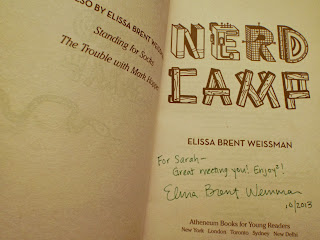 ALSO BY ELISSA BRENT WEISSMAN
Standing for Socks
The Trouble with Mark Hopper
NERD
CAMP
ELISSA BRENT WEISSMAN
For Sarah—
Great meeting you! Enjoy²!
Elissa Brent Weissman
10/2013
Atheneum Books for Young Readers
New York London Toronto Sydney New Delhi